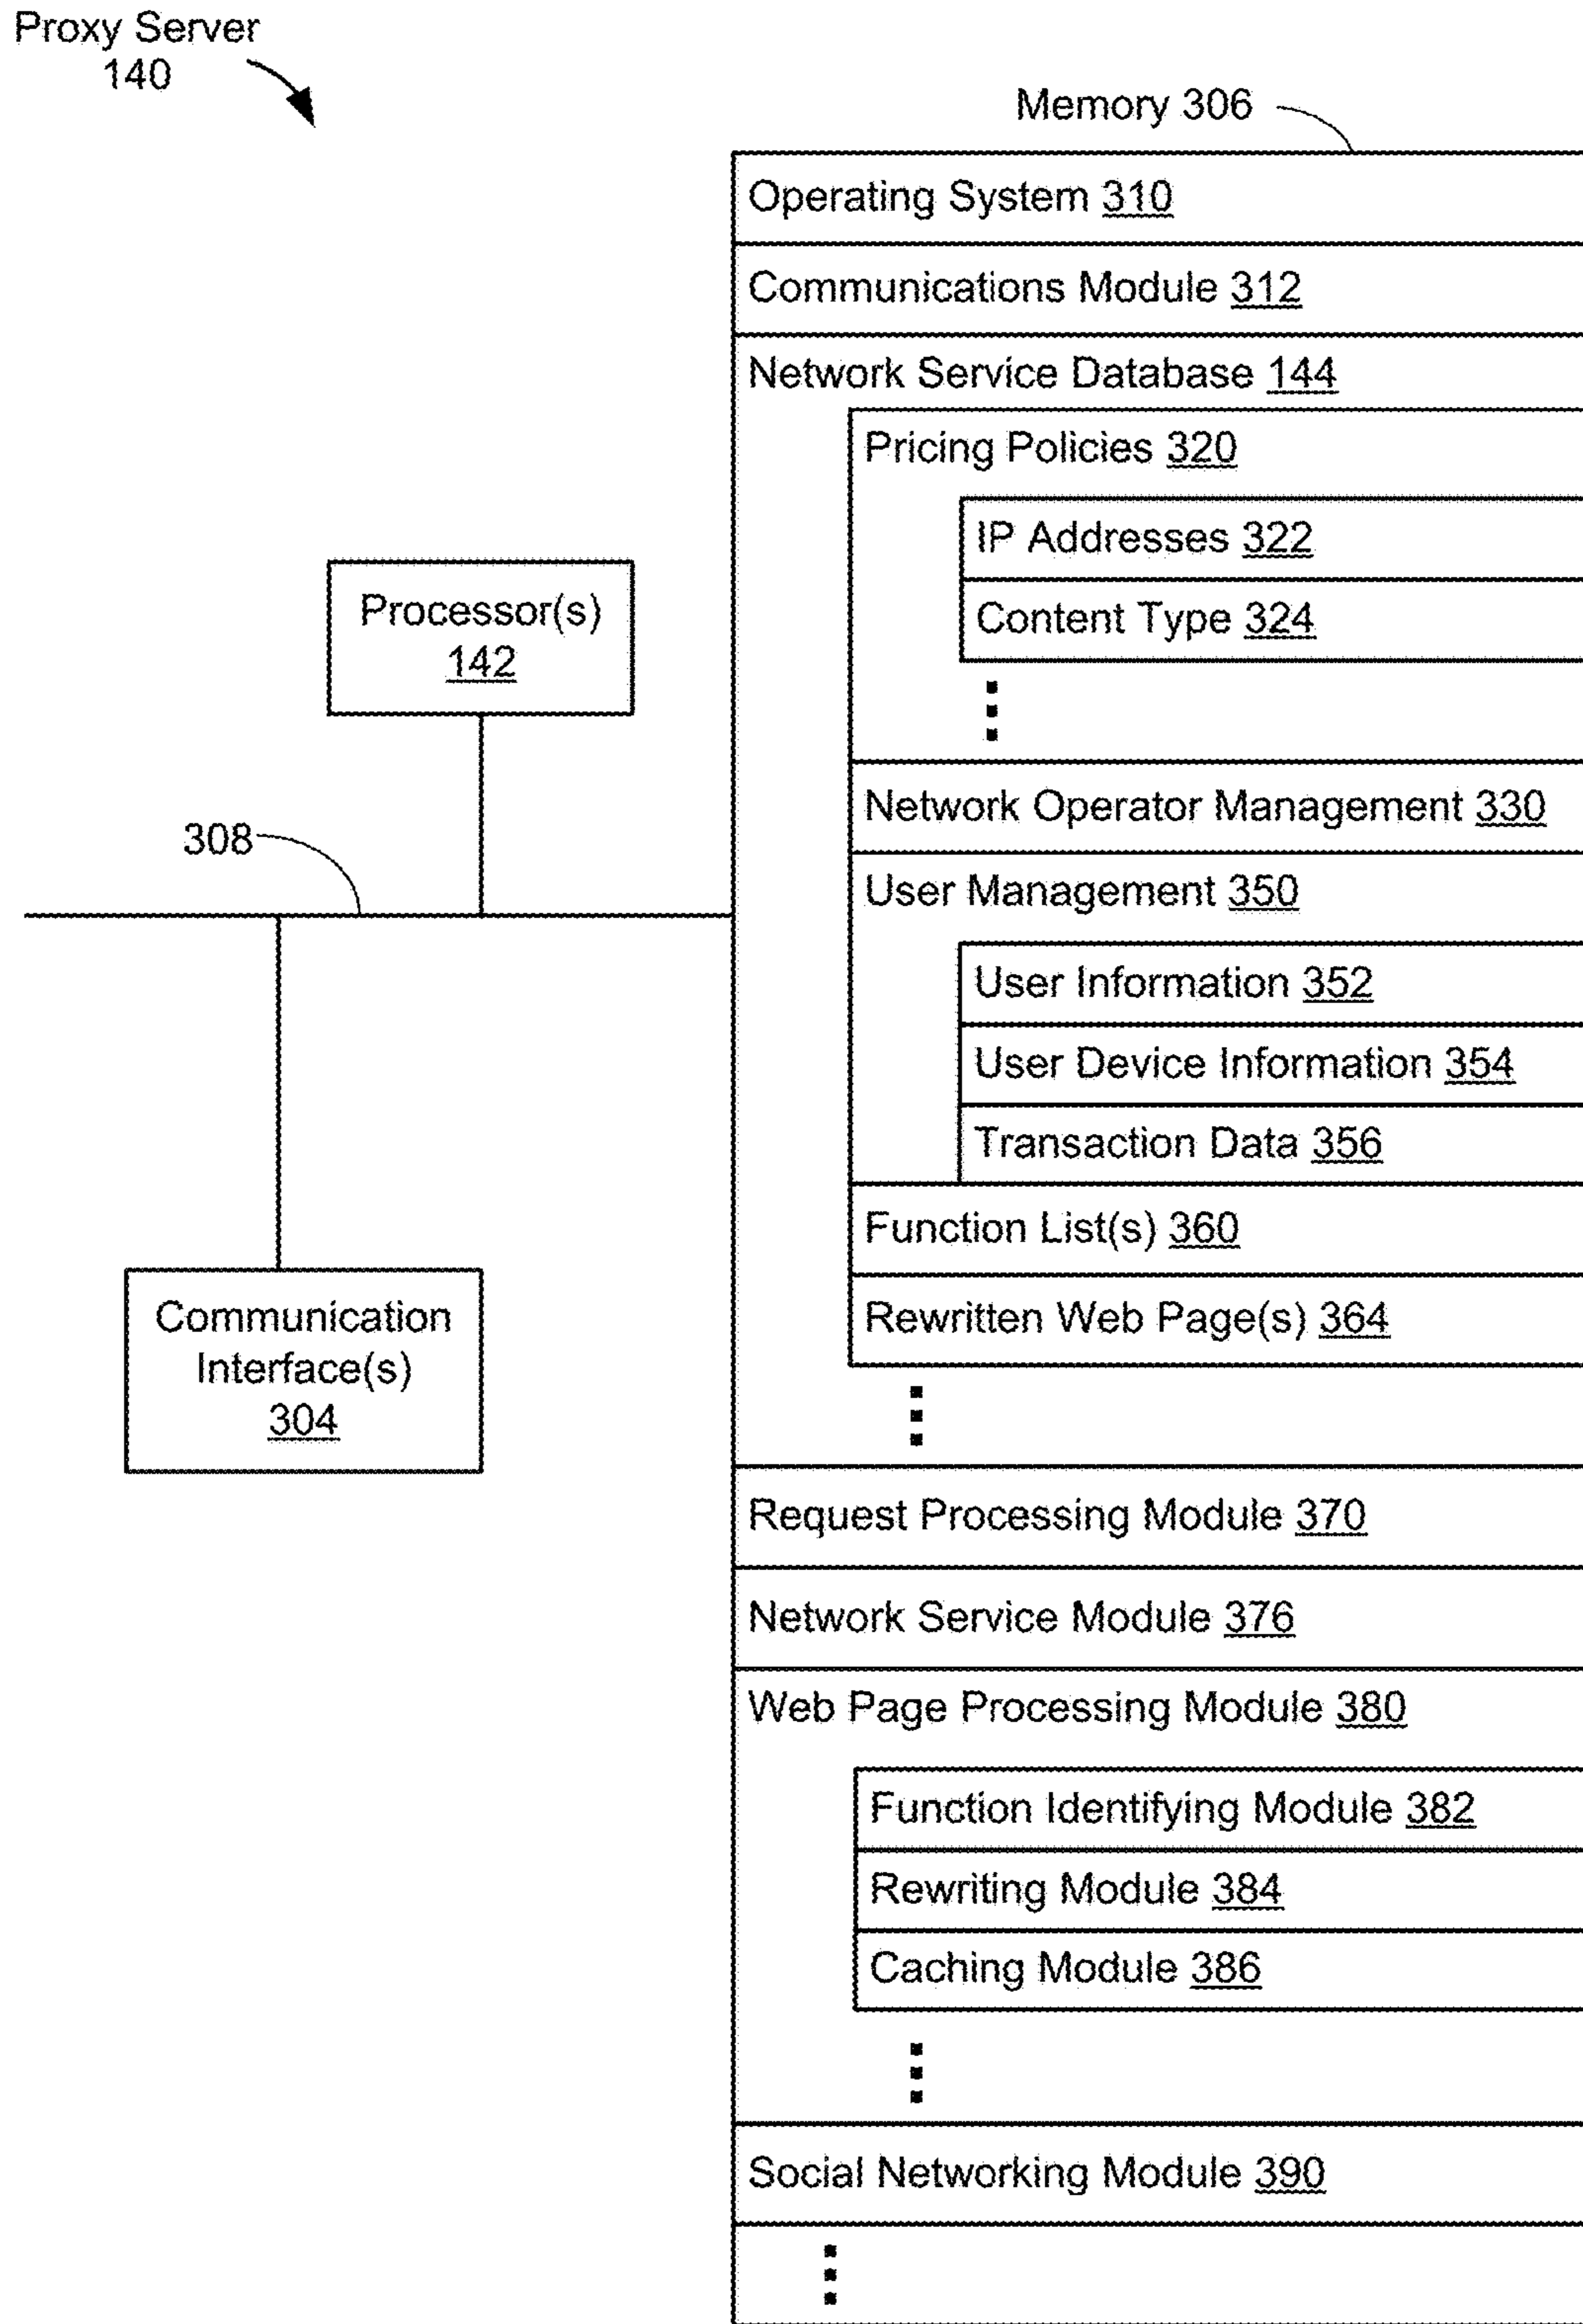 Proxy Server
140
Memory 306
Operating System 310
Communications Module 312
Network Service Database 144
Pricing Policies 320
IP Addresses 322
Content Type 324
Network Operator Management 330
User Management 350
User Information 352
User Device Information 354
Transaction Data 356
Function List(s) 360
Rewritten Web Page(s) 364
Request Processing Module 370
Network Service Module 376
Web Page Processing Module 380
Function Identifying Module 382
Rewriting Module 384
Caching Module 386
Social Networking Module 390
Processor(s)
142
308
Communication
Interface(s)
304